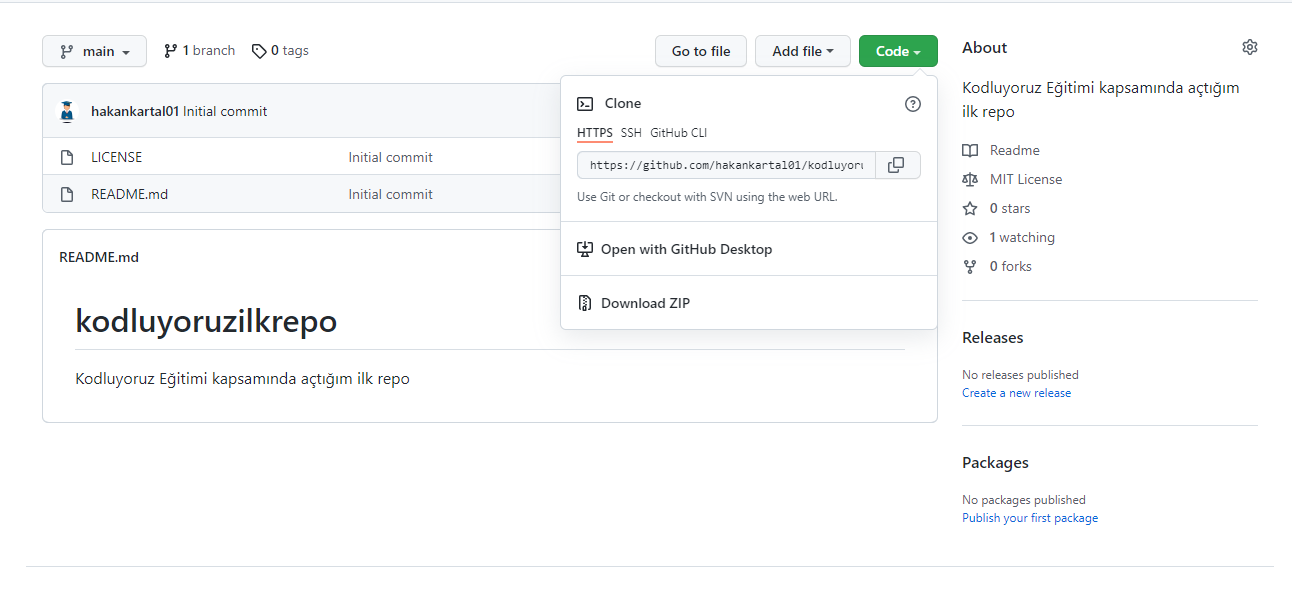 main
1 branch
0 tags
Go to file
Add file
Code
hakankartal01 Initial commit
LICENSE Initial commit
README.md Initial commit
Clone
HTTPS SSH GitHub CLI
https://github.com/hakankartal01/kodluyoru
Use Git or checkout with SVN using the web URL.
Open with GitHub Desktop
Download ZIP
README.md
kodluyoruzilkrepo
Kodluyoruz Eğitimi kapsamında açtığım ilk repo
About
Kodluyoruz Eğitimi kapsamında açtığım
ilk repo
Readme
MIT License
0 stars
1 watching
0 forks
Releases
No releases published
Create a new release
Packages
No packages published
Publish your first package